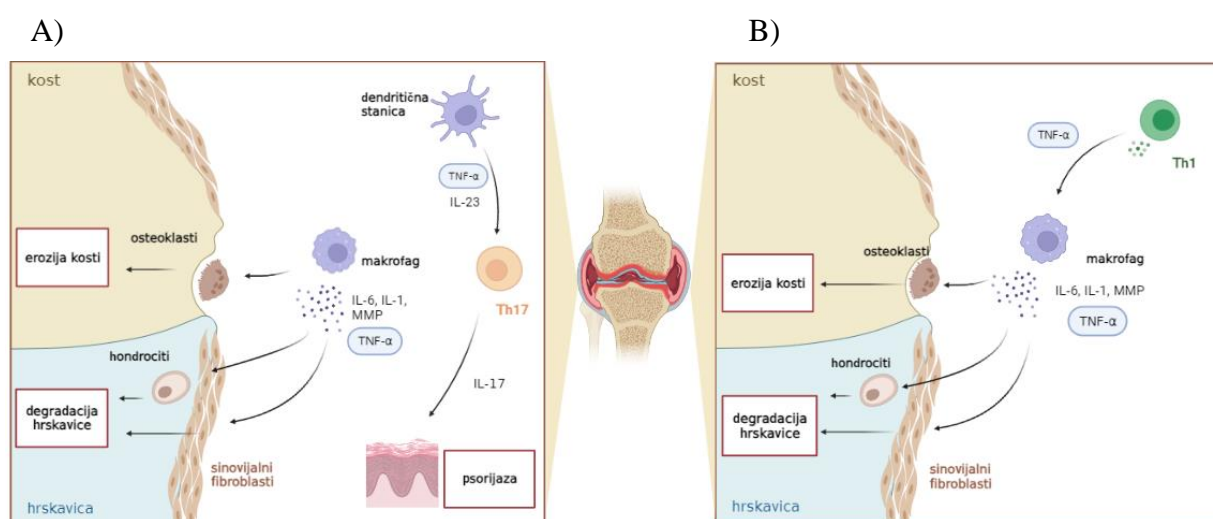 A)
kost
dendritična
stanica
TNF-α
IL-23
osteoklasti
erozija kosti
makrofag
Th17
IL-6, IL-1,
MMP
TNF-α
hondrociti
IL-17
degradacija
hrskavice
sinovijalni
fibroblasti
psorijaza
hrskavica
B)
kost
TNF-α
Th1
osteoklasti
makrofag
erozija kosti
IL-6, IL-1, MMP
TNF-α
hondrociti
degradacija
hrskavice
sinovijalni
fibroblasti
hrskavica